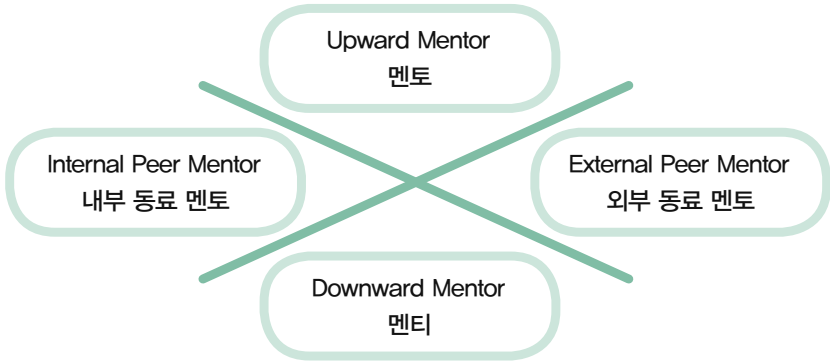 Upward Mentor
멘토
Internal Peer Mentor
내부 동료 멘토
External Peer Mentor
외부 동료 멘토
Downward Mentor
멘티